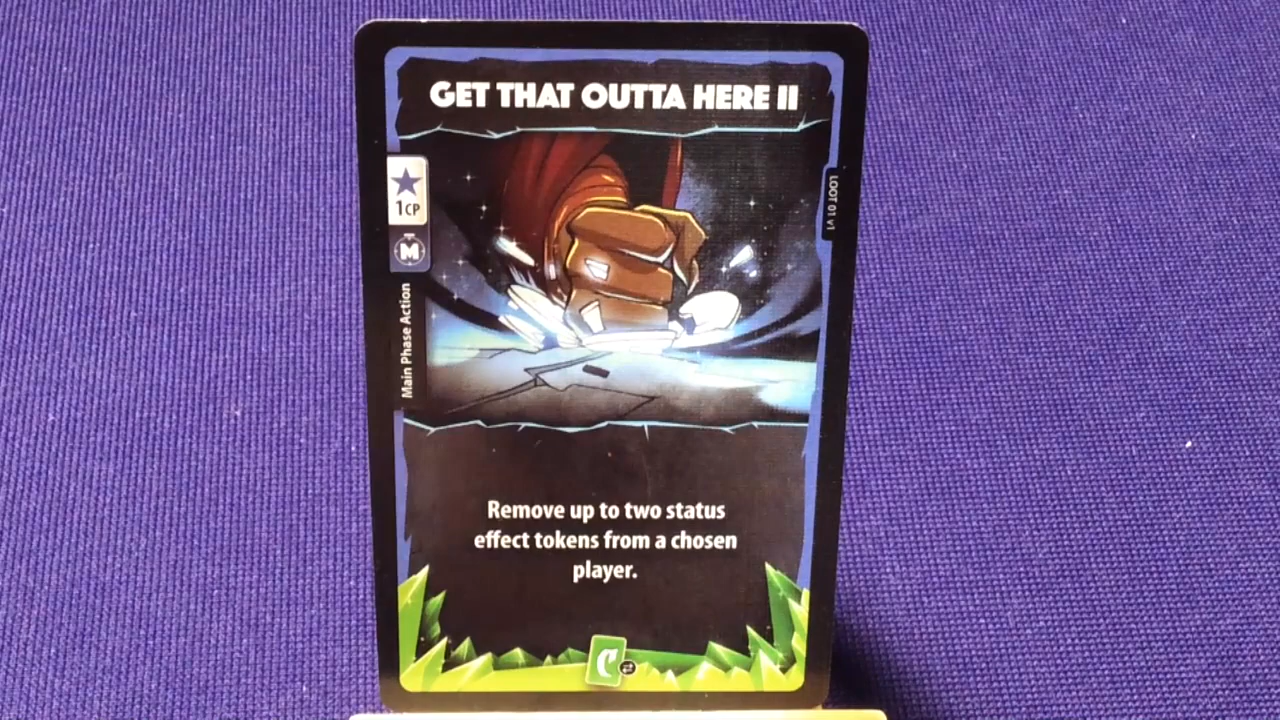 GET THAT OUTTA HERE II
1CP
M
Main Phase Action
LOOT 01 v1
Remove up to two status
effect tokens from a chosen
player.
C